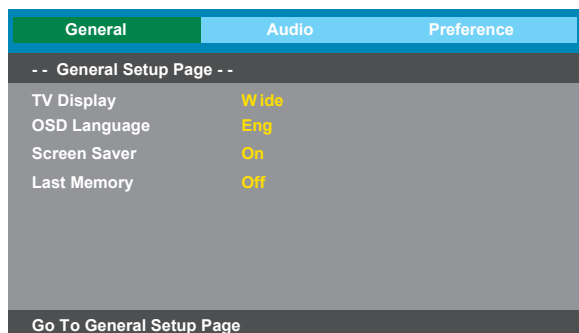 General Audio Preference
- - General Setup Page - -
TV Display Wide
OSD Language Eng
Screen Saver On
Last Memory Off
Go To General Setup Page